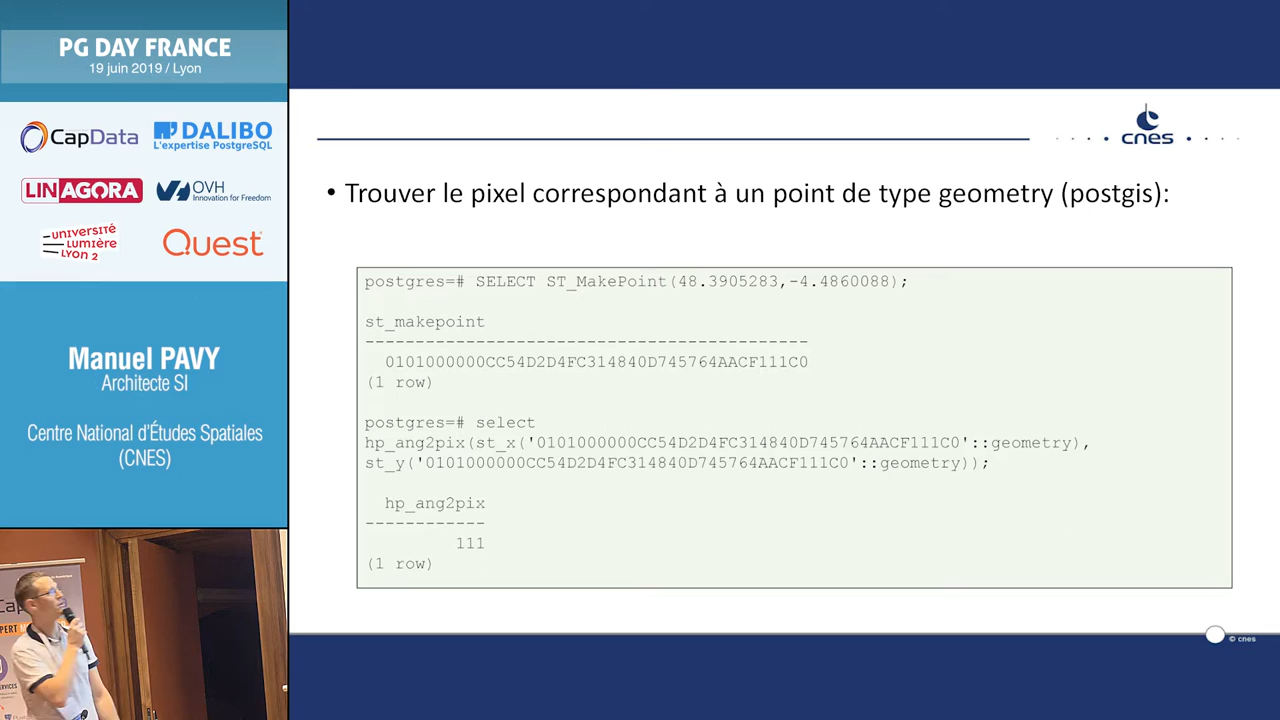 PG DAY FRANCE
19 juin 2019 / Lyon
CapData
DALIBO
L'expertise PostgreSQL
LINAGORA
OVH
Innovation for Freedom
UNIVERSITÉ
LUMIÈRE
LYON 2
Quest
Manuel PAVY
Architecte SI
Centre National d'Études Spatiales
(CNES)
cnes
• Trouver le pixel correspondant à un point de type geometry (postgis):
postgres=# SELECT ST_MakePoint(48.3905283,-4.4860088);
st_makepoint
--------------------------------------------
0101000000CC54D2D4FC314840D745764AACF111C0
(1 row)
postgres=# select
hp_ang2pix(st_x('0101000000CC54D2D4FC314840D745764AACF111C0'::geometry),
st_y('0101000000CC54D2D4FC314840D745764AACF111C0'::geometry));
hp_ang2pix
------------
111
(1 row)
© cnes